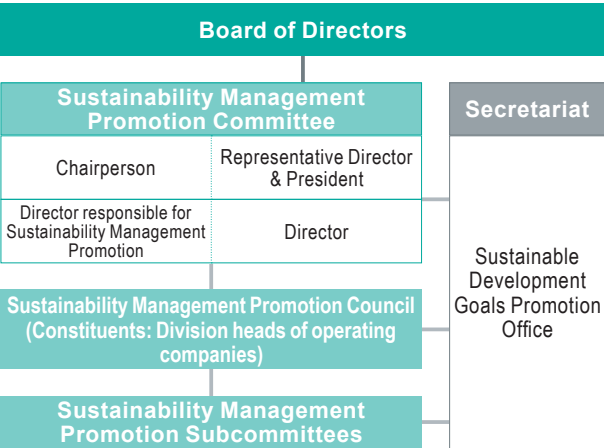 Board of Directors
Sustainability Management
Promotion Committee
Chairperson
Representative Director
& President
Director responsible for
Sustainability Management
Promotion
Director
Sustainability Management Promotion Council
(Constituents: Division heads of operating
companies)
Sustainability Management
Promotion Subcommittees
Secretariat
Sustainable
Development
Goals Promotion
Office